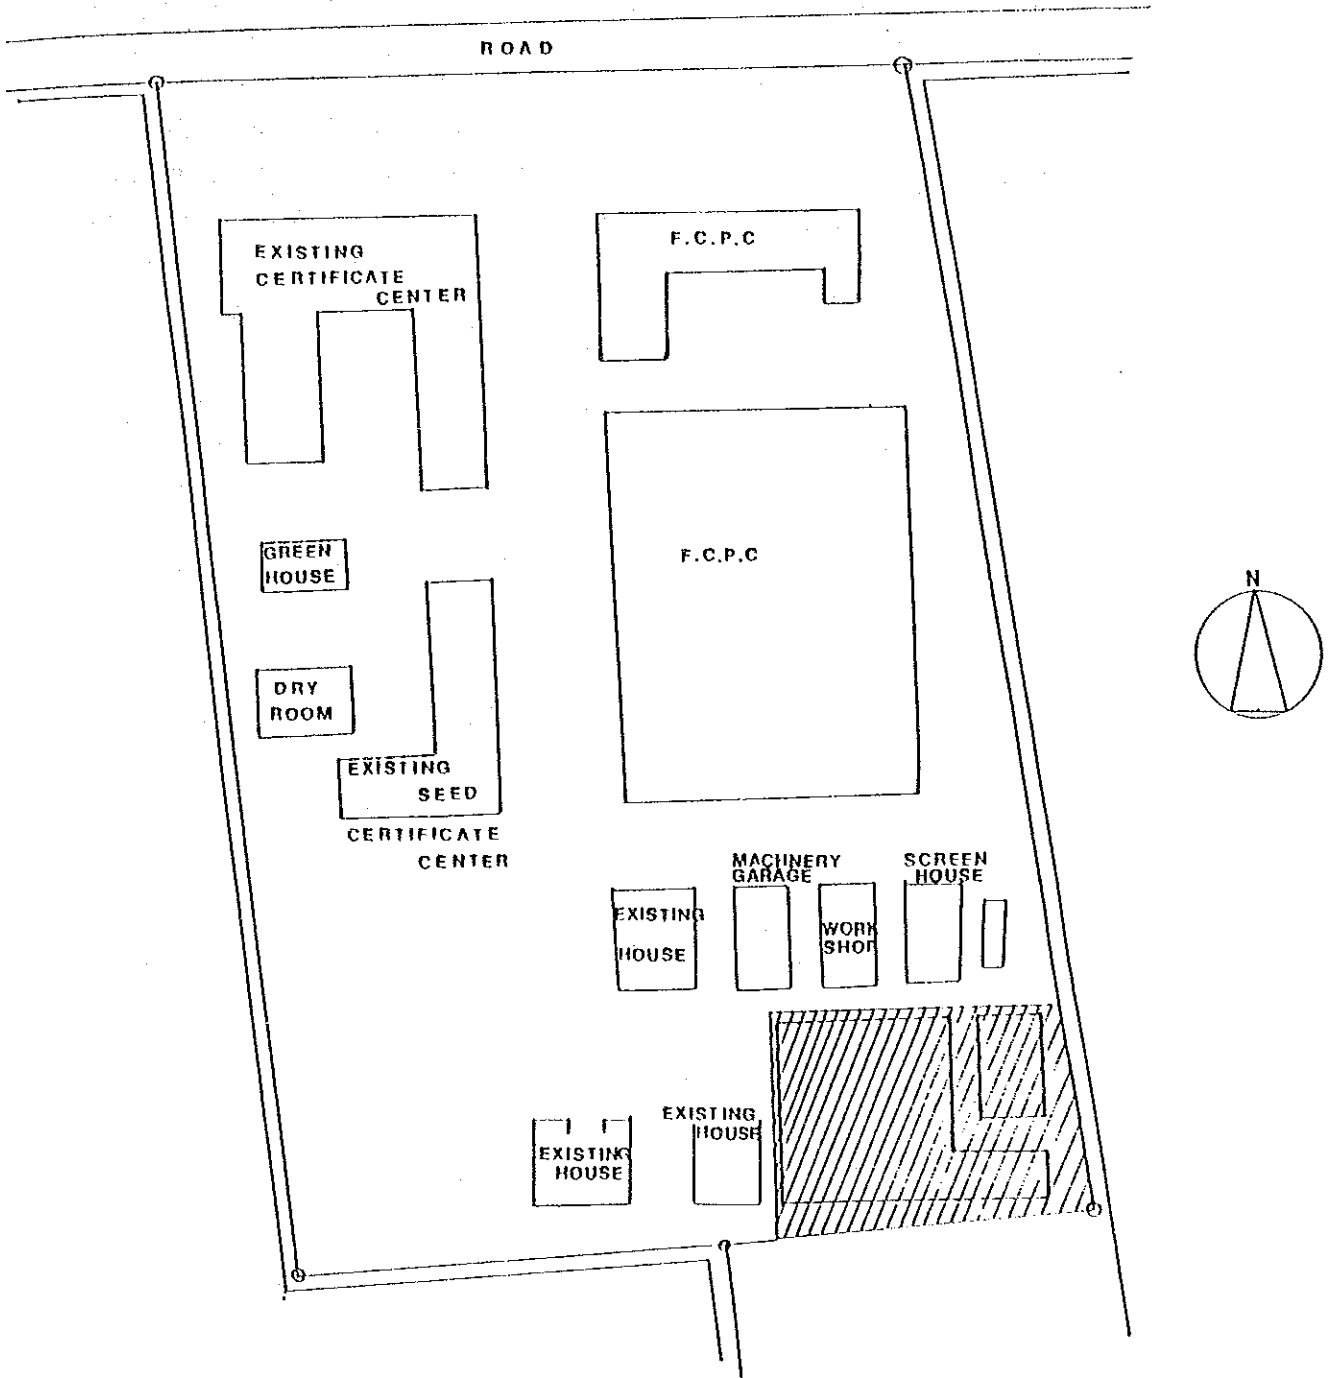 ROAD
EXISTING
CERTIFICATE
CENTER
F.C.P.C
GREEN
HOUSE
F.C.P.C
N
DRY
ROOM
EXISTING
SEED
CERTIFICATE
CENTER
MACHINERY
GARAGE
SCREEN
HOUSE
EXISTING
HOUSE
WORK
SHOP
EXISTING
HOUSE
EXISTING
HOUSE